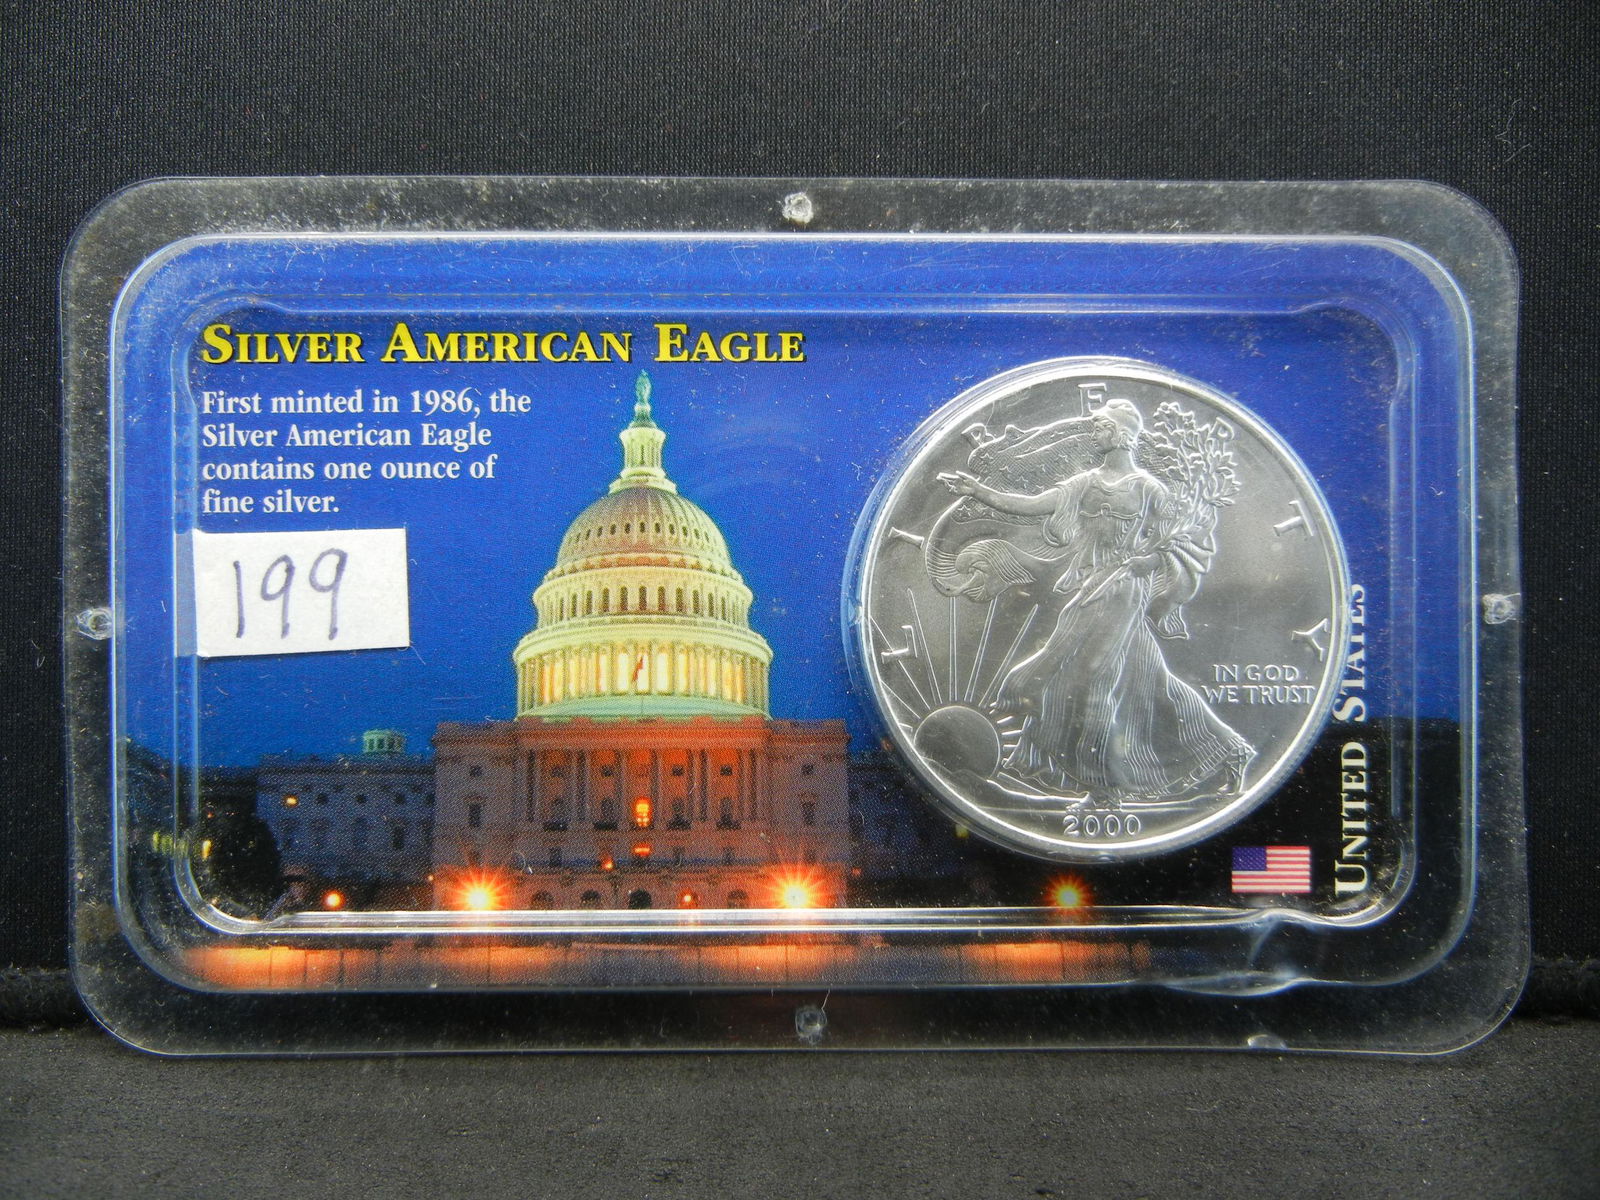 SILVER AMERICAN EAGLE
First minted in 1986, the
Silver American Eagle
contains one ounce of
fine silver.
199
LIBERTY
IN GOD
WE TRUST
2000
UNITED STATES